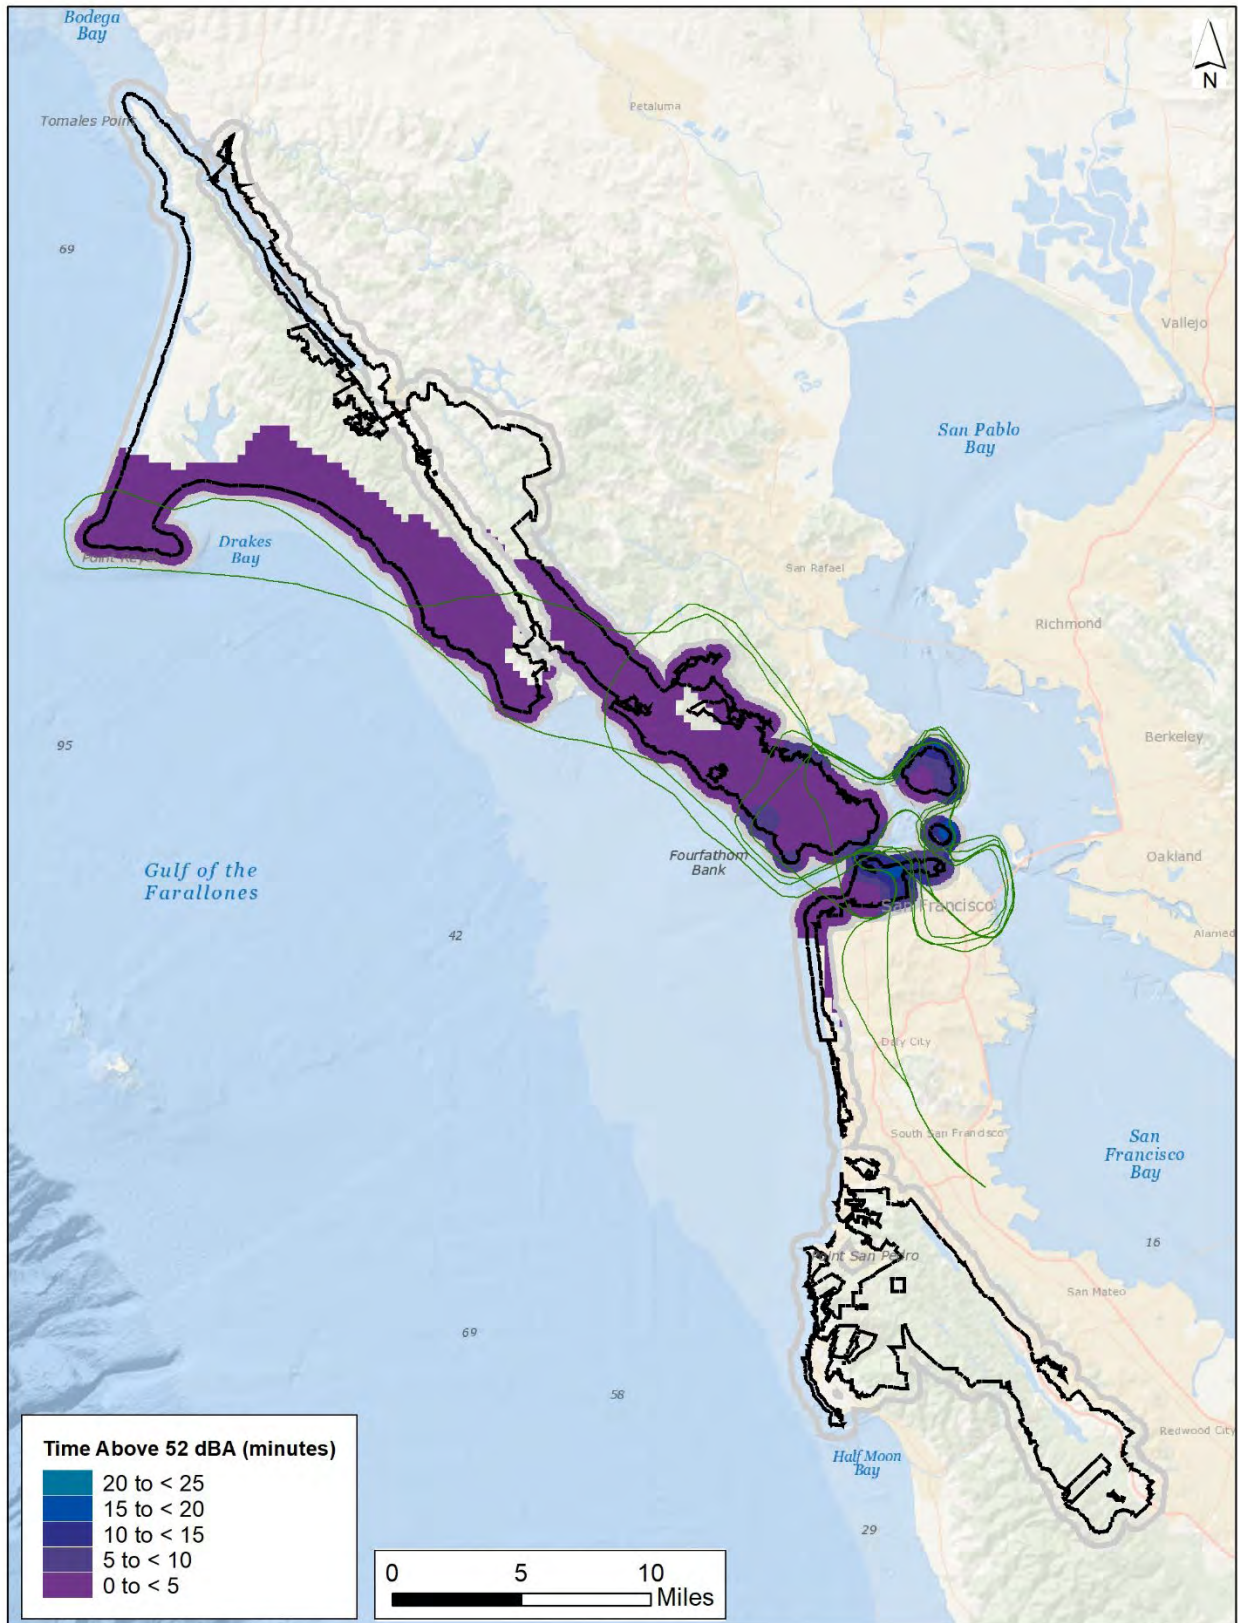 Bodega
Bay
N
Petaluma
Tomales Point
69
Vallejo
San Pablo
Bay
Drakes
Bay
San Rafael
Richmond
95
Berkeley
Gulf of the
Farallones
Fourfathom
Bank
Oakland
San Francisco
42
Alamed
Daly City
South San Francisco
San
Francisco
Bay
16
Point San Pedro
San Mateo
69
58
Redwood City
Half Moon
Bay
29
Time Above 52 dBA (minutes)
20 to < 25
15 to < 20
10 to < 15
5 to < 10
0 to < 5
0 5 10
Miles